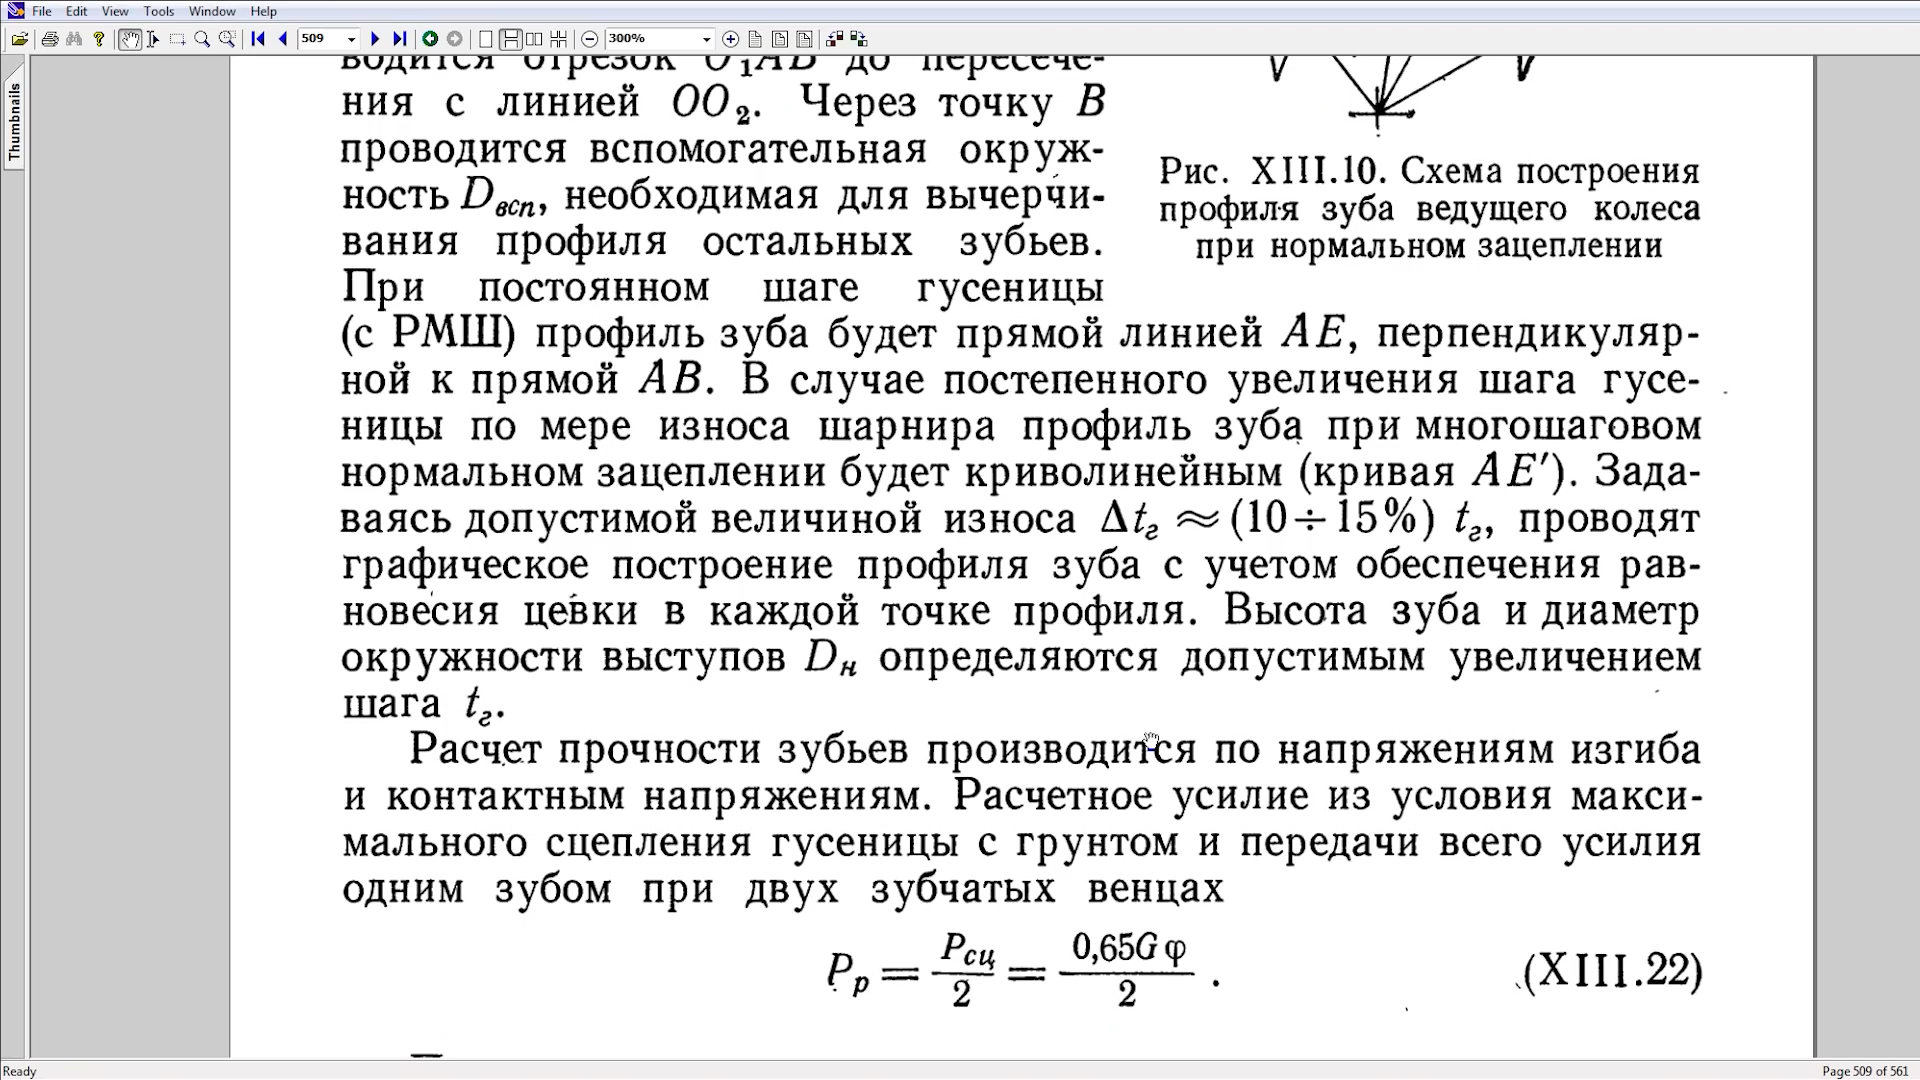 File Edit View Tools Window Help
509
300%
Thumbnails
водится отрезок O₁AB до пересече-
ния с линией OO₂. Через точку B
проводится вспомогательная окруж-
ность Dвсп, необходимая для вычерчи-
вания профиля остальных зубьев.
При постоянном шаге гусеницы
Рис. XIII.10. Схема построения
профиля зуба ведущего колеса
при нормальном зацеплении
(с РМШ) профиль зуба будет прямой линией AE, перпендикуляр-
ной к прямой AB. В случае постепенного увеличения шага гусе-
ницы по мере износа шарнира профиль зуба при многошаговом
нормальном зацеплении будет криволинейным (кривая AE′). Зада-
ваясь допустимой величиной износа Δtг ≈ (10÷15%) tг, проводят
графическое построение профиля зуба с учетом обеспечения рав-
новесия цевки в каждой точке профиля. Высота зуба и диаметр
окружности выступов Dн определяются допустимым увеличением
шага tг.
Расчет прочности зубьев производится по напряжениям изгиба
и контактным напряжениям. Расчетное усилие из условия макси-
мального сцепления гусеницы с грунтом и передачи всего усилия
одним зубом при двух зубчатых венцах
Pр = Pсц/2 = 0,65Gφ/2 . (XIII.22)
Ready
Page 509 of 561